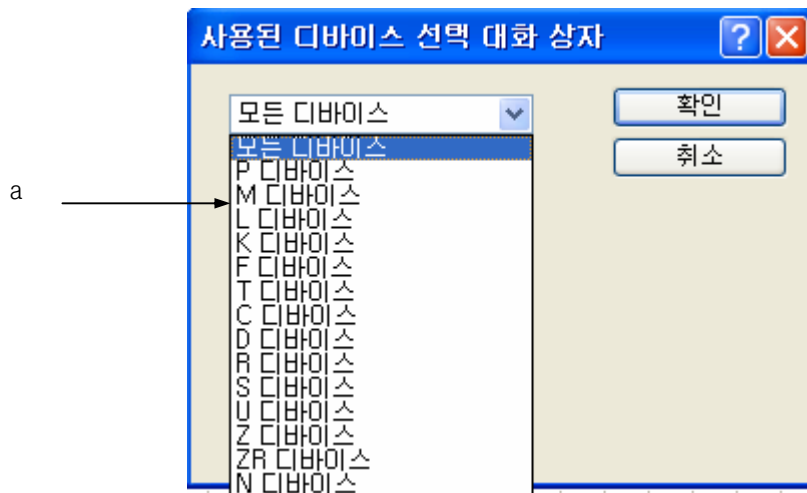 사용된 디바이스 선택 대화 상자
모든 디바이스
확인
모든 디바이스
취소
P 디바이스
a
M 디바이스
L 디바이스
K 디바이스
F 디바이스
T 디바이스
C 디바이스
D 디바이스
R 디바이스
S 디바이스
U 디바이스
Z 디바이스
ZR 디바이스
N 디바이스